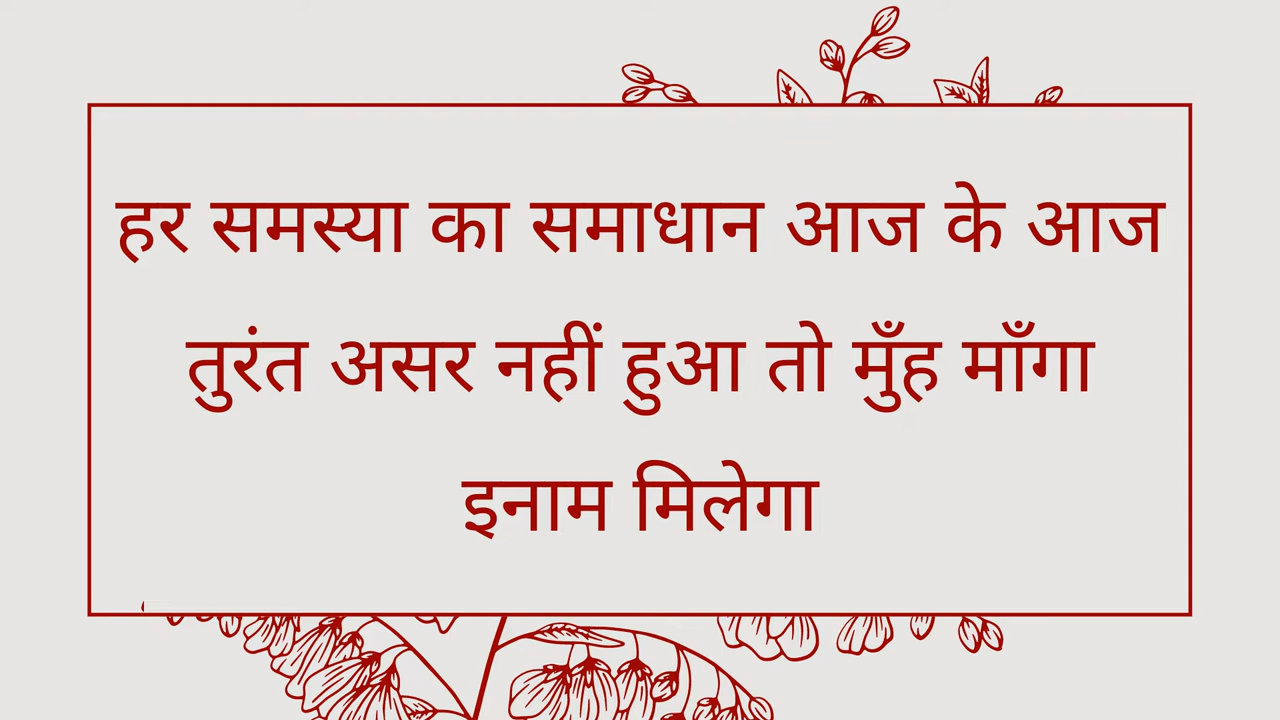 हर समस्या का समाधान आज के आज
तुरंत असर नहीं हुआ तो मुँह माँगा
इनाम मिलेगा